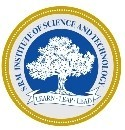 SRM INSTITUTE OF SCIENCE AND TECHNOLOGY
LEARN - LEAP - LEAD